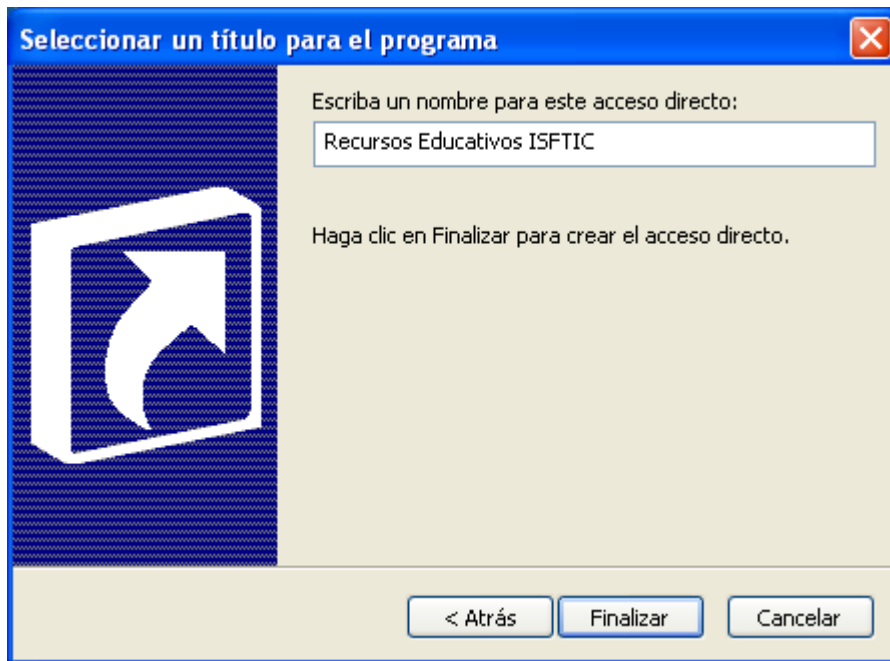 Seleccionar un título para el programa
Escriba un nombre para este acceso directo:
Recursos Educativos ISFTIC
Haga clic en Finalizar para crear el acceso directo.
< Atrás
Finalizar
Cancelar